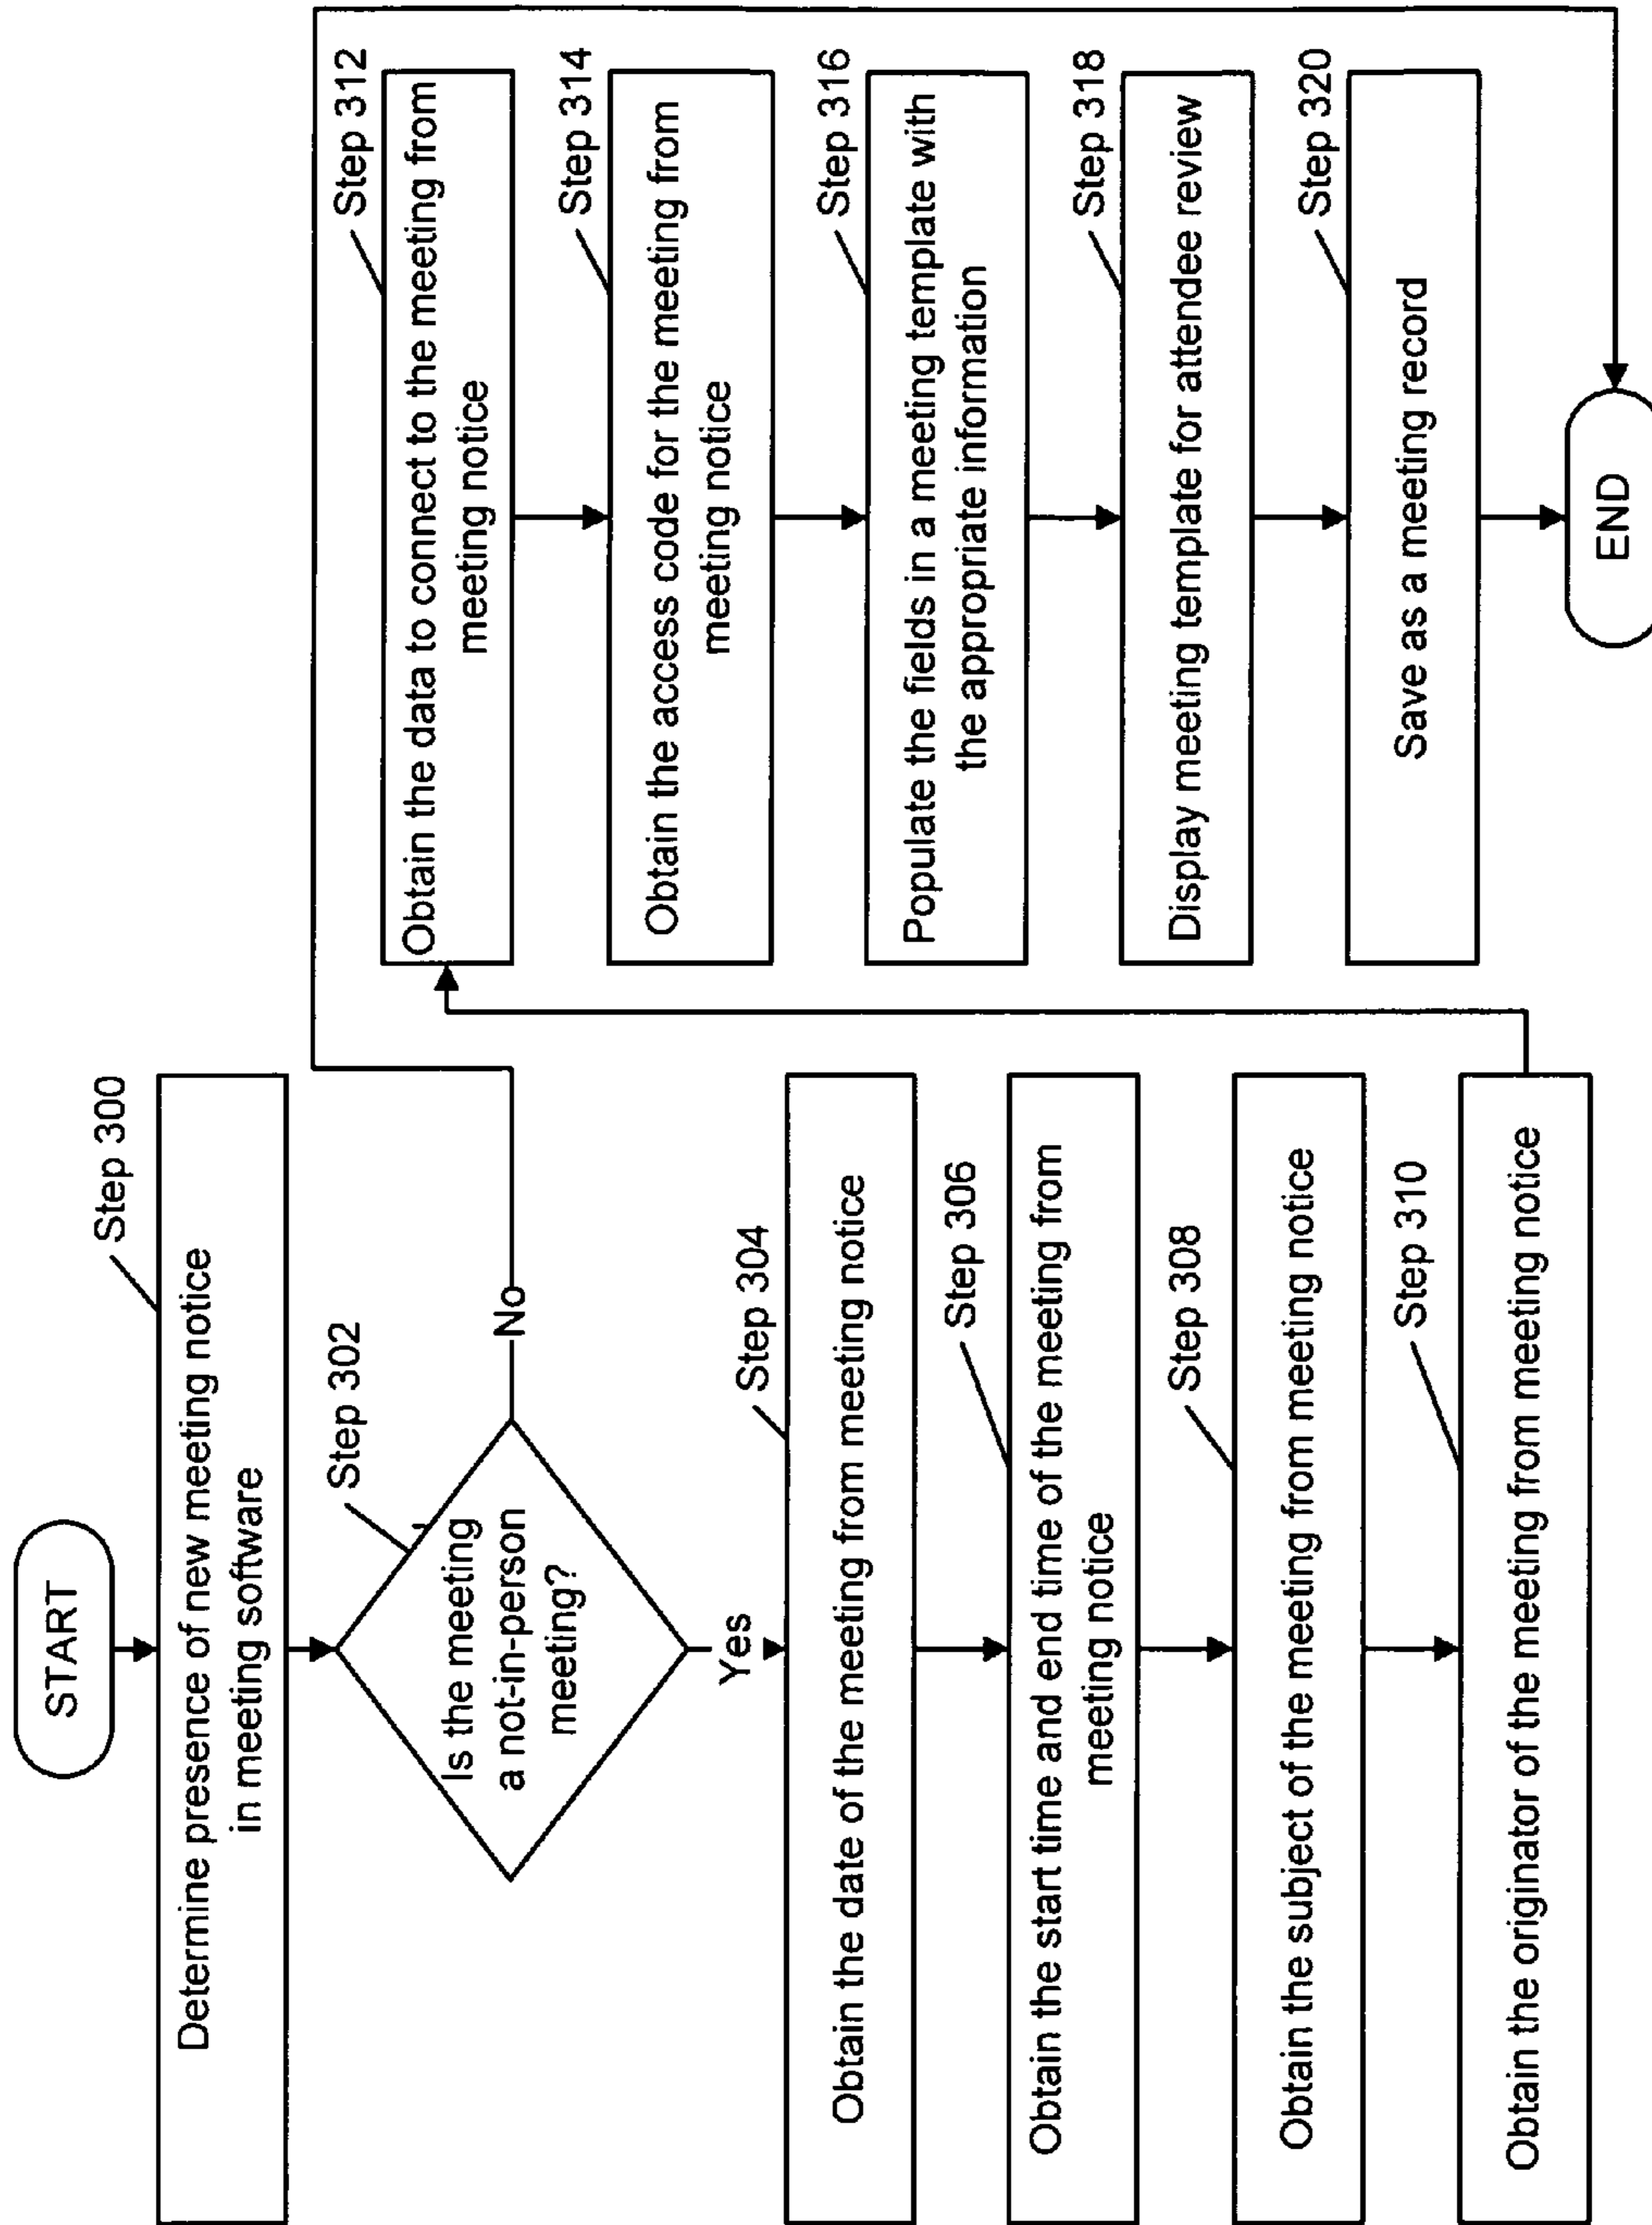 START
Step 300
Determine presence of new meeting notice
in meeting software
Step 302
Is the meeting
a not-in-person
meeting?
No
Yes
Step 304
Obtain the date of the meeting from meeting notice
Step 306
Obtain the start time and end time of the meeting from
meeting notice
Step 308
Obtain the subject of the meeting from meeting notice
Step 310
Obtain the originator of the meeting from meeting notice
Step 312
Obtain the data to connect to the meeting from
meeting notice
Step 314
Obtain the access code for the meeting from
meeting notice
Step 316
Populate the fields in a meeting template with
the appropriate information
Step 318
Display meeting template for attendee review
Step 320
Save as a meeting record
END